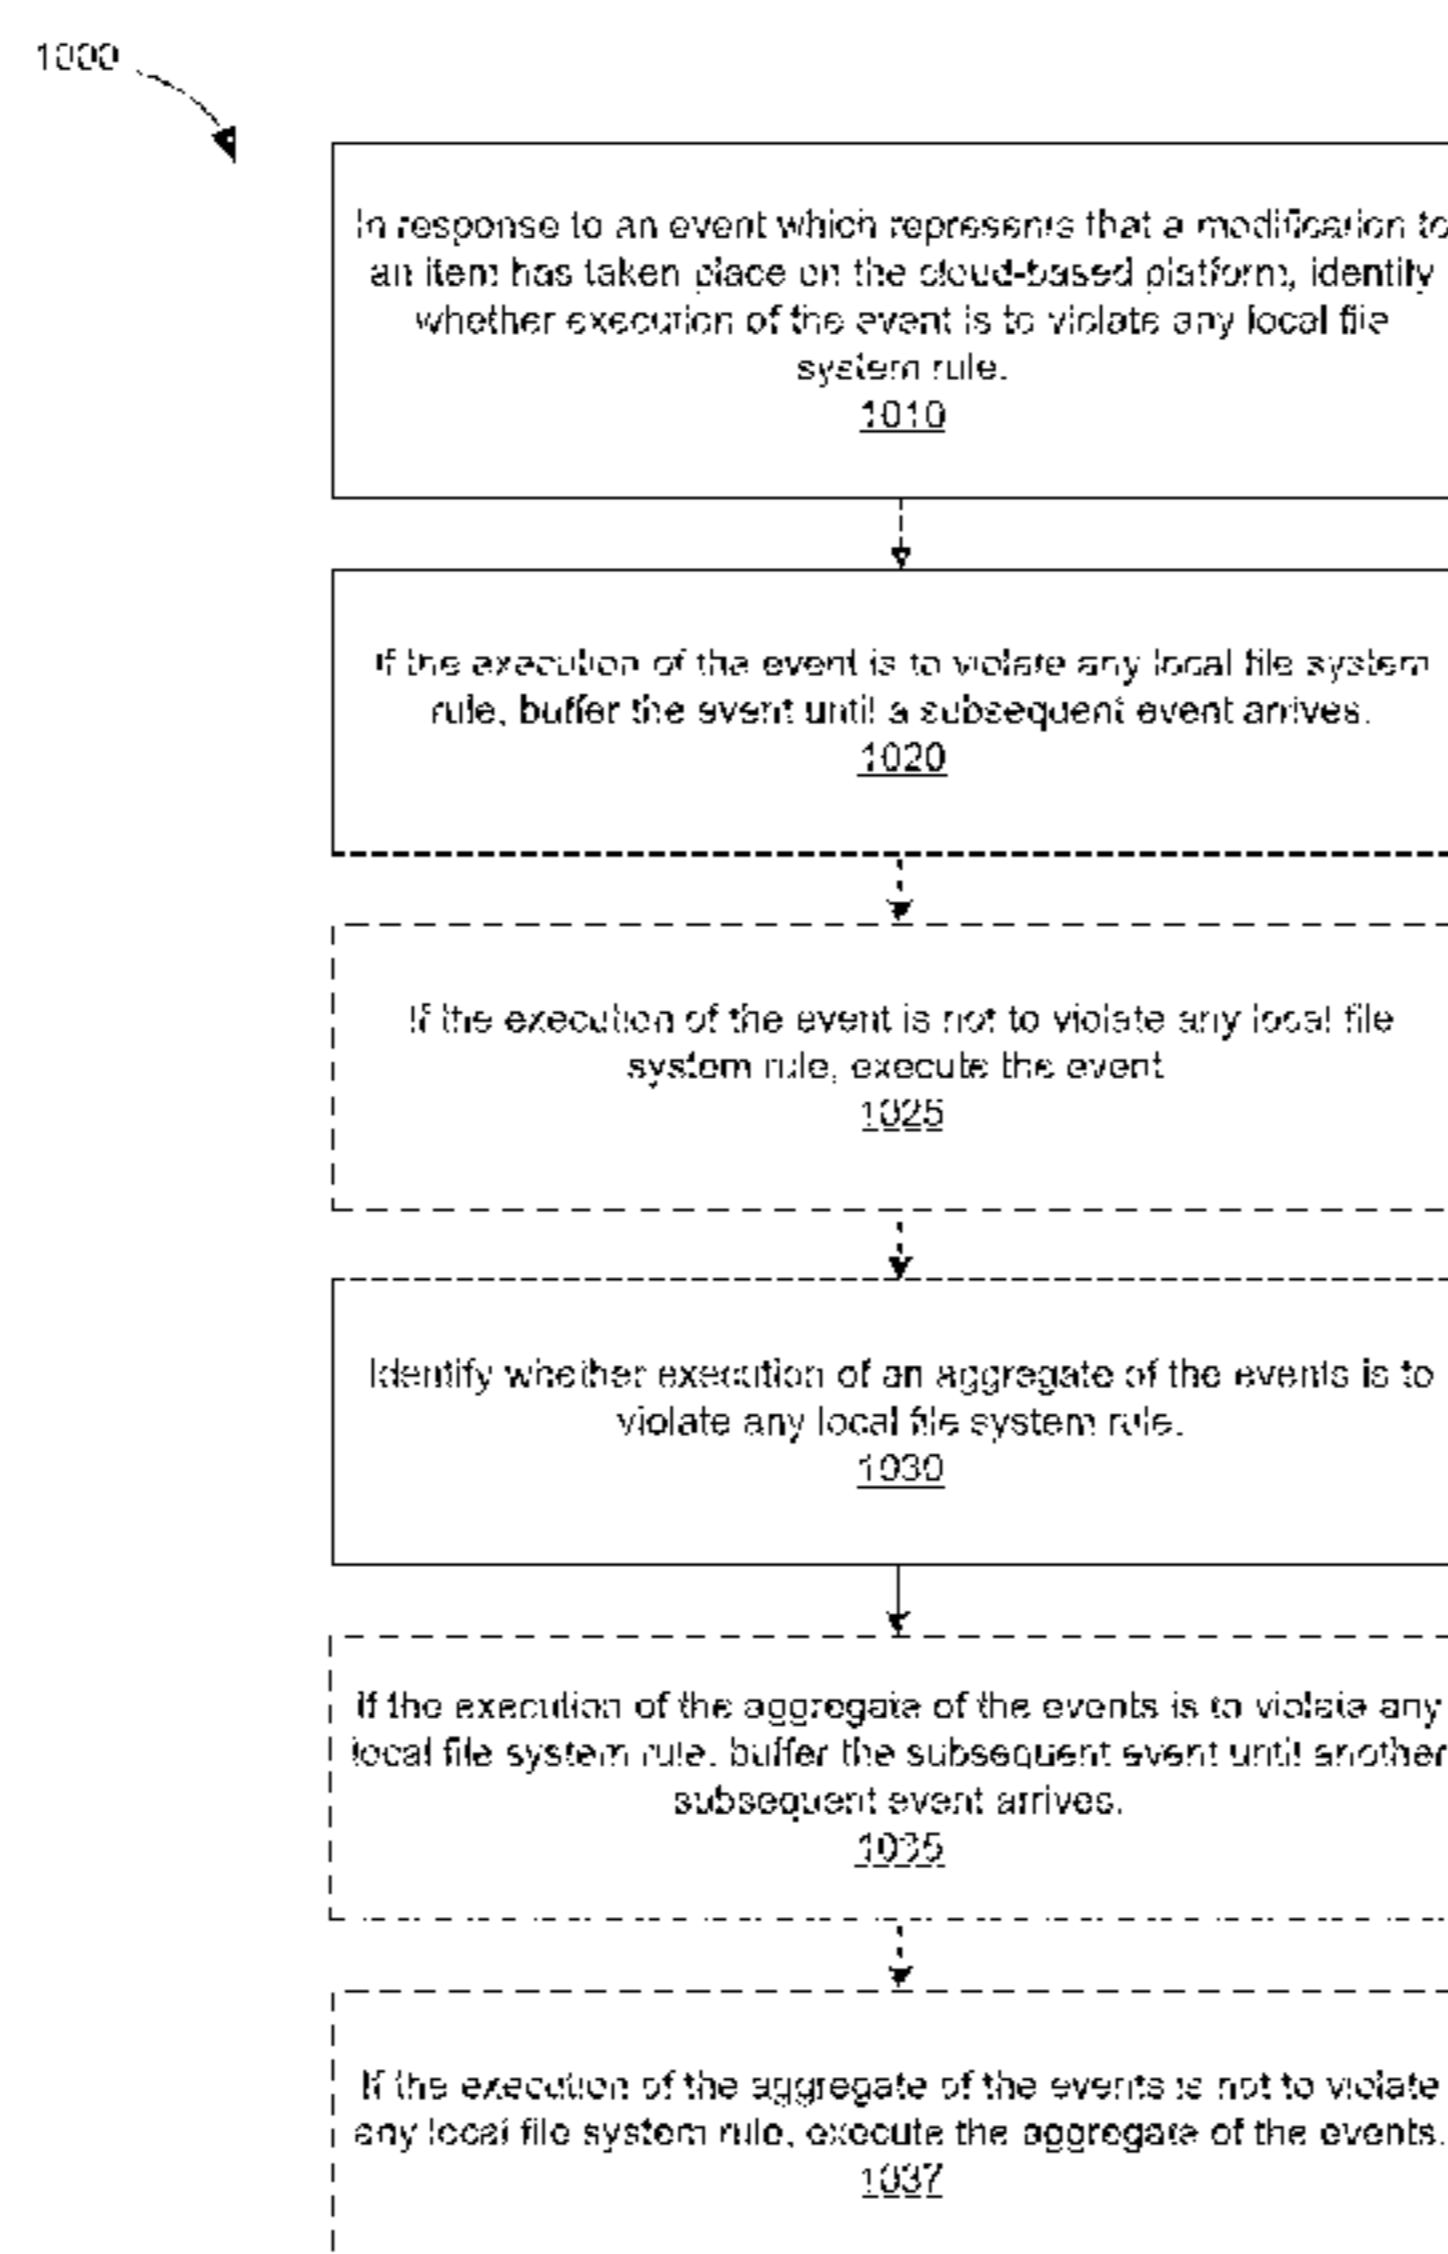 1000
In response to an event which represents that a modification to
an item has taken place on the cloud-based platform, identify
whether execution of the event is to violate any local file
system rule.
1010
If the execution of the event is to violate any local file system
rule, buffer the event until a subsequent event arrives.
1020
If the execution of the event is not to violate any local file
system rule, execute the event
1025
Identify whether execution of an aggregate of the events is to
violate any local file system rule.
1030
If the execution of the aggregate of the events is to violate any
local file system rule, buffer the subsequent event until another
subsequent event arrives.
1035
If the execution of the aggregate of the events is not to violate
any local file system rule, execute the aggregate of the events.
1037